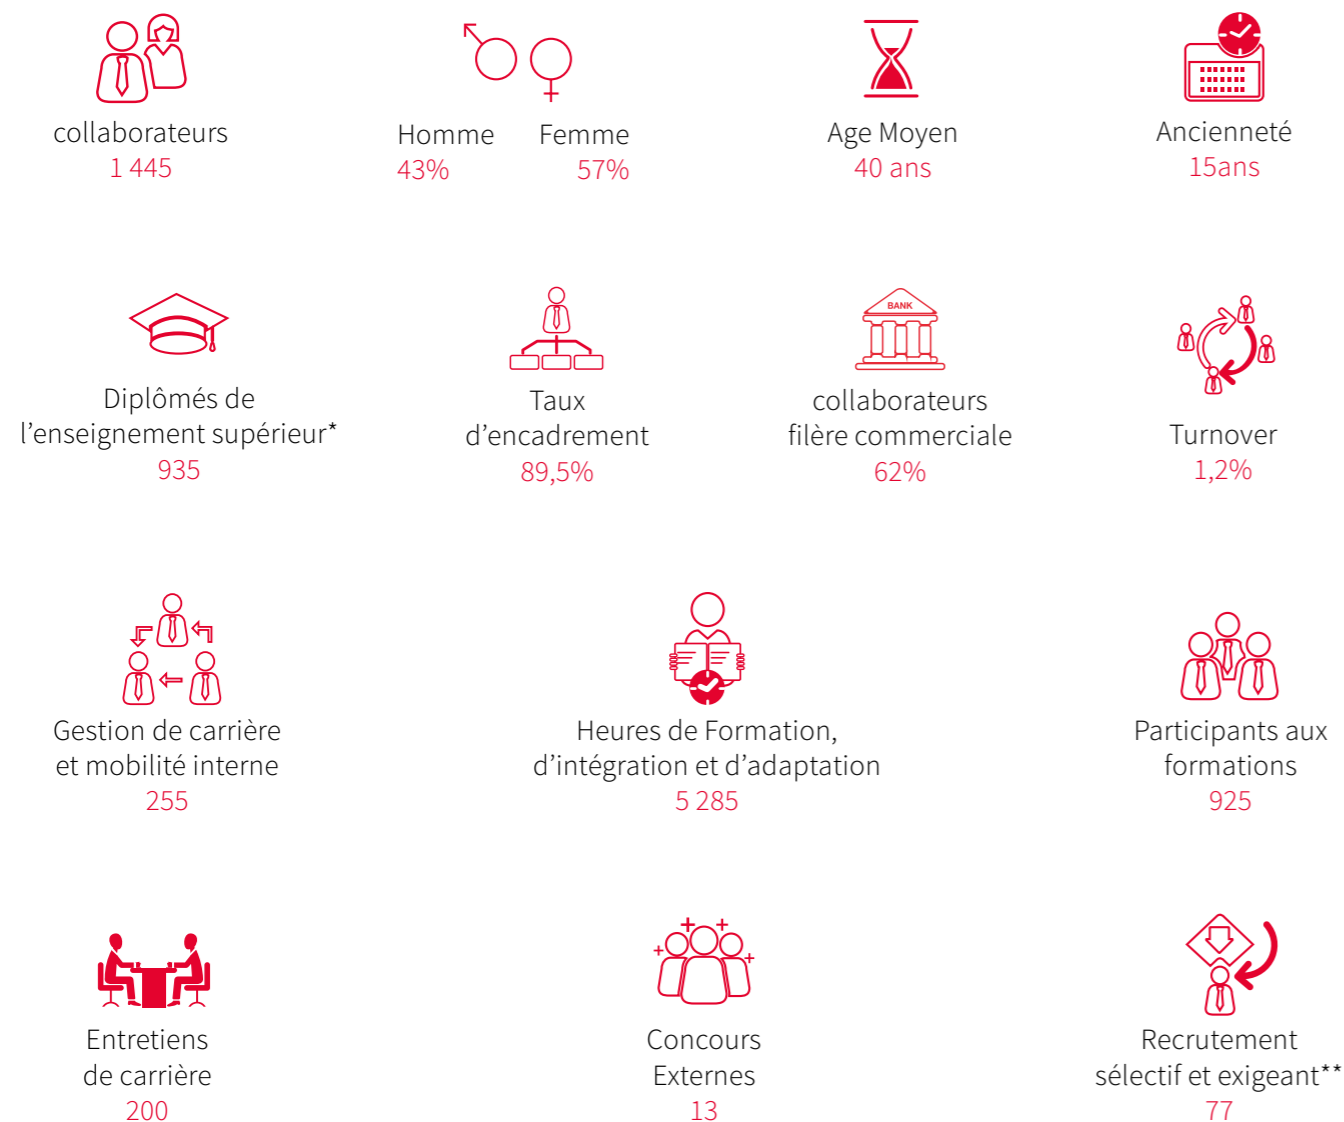 collaborateurs
1 445
Homme
43%
Femme
57%
Age Moyen
40 ans
Ancienneté
15ans
Diplômés de
l’enseignement supérieur*
935
Taux
d’encadrement
89,5%
BANK
collaborateurs
filère commerciale
62%
Turnover
1,2%
Gestion de carrière
et mobilité interne
255
Heures de Formation,
d’intégration et d’adaptation
5 285
Participants aux
formations
925
Entretiens
de carrière
200
Concours
Externes
13
Recrutement
sélectif et exigeant**
77